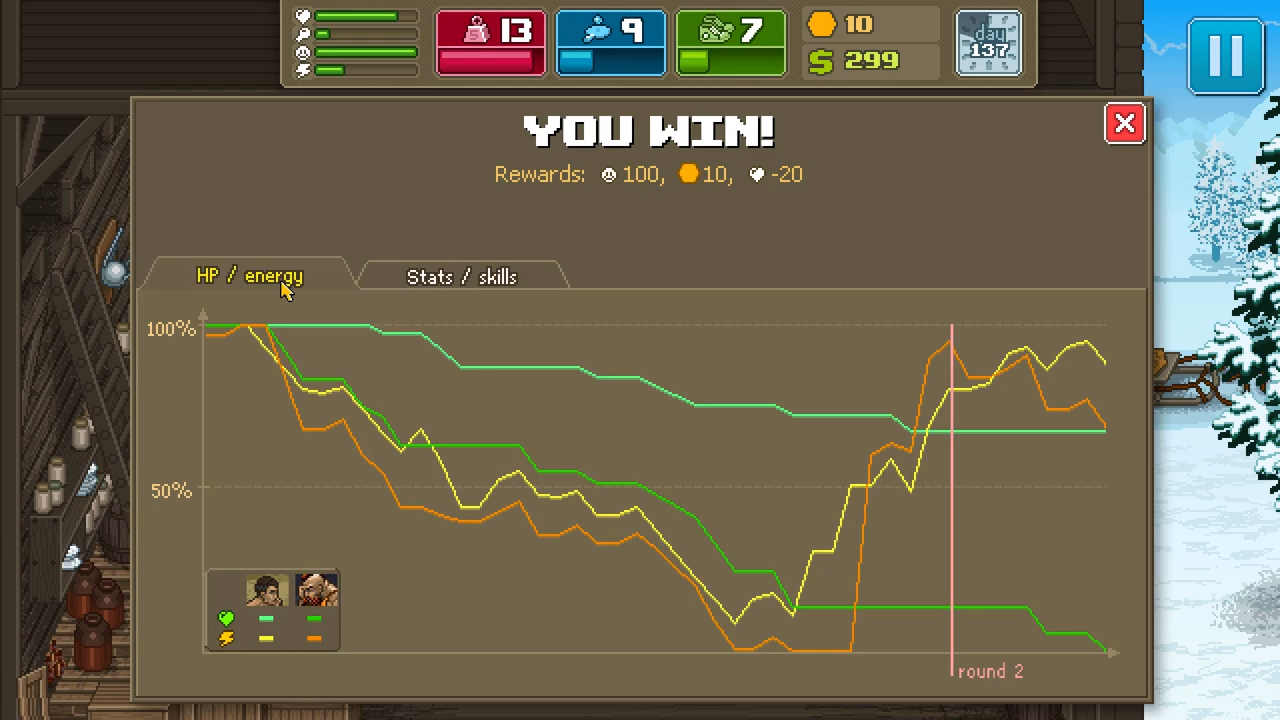 13
9
7
10
299
day
137
YOU WIN!
Rewards: 100, 10, -20
HP / energy
Stats / skills
100%
50%
round 2